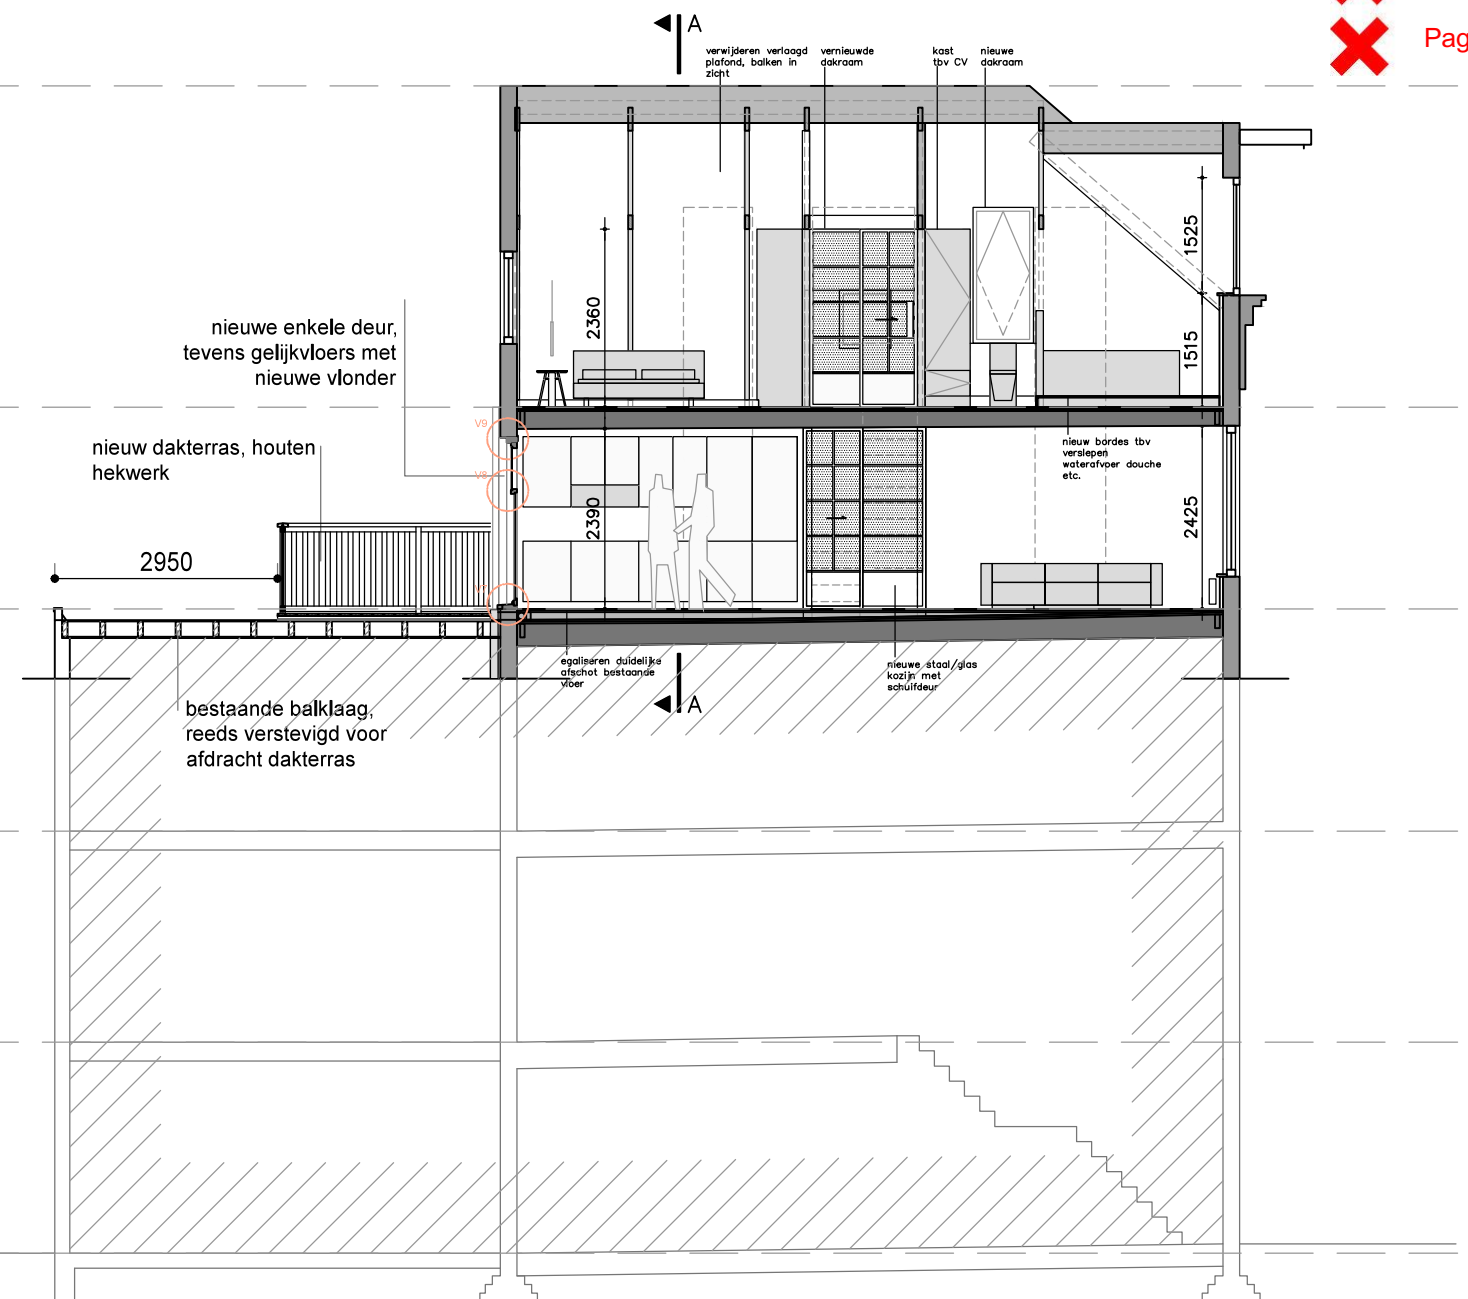 A
Pag
verwijderen verlaagd
plafond, balken in
zicht
vernieuwde
dakraam
kast
tbv CV
nieuwe
dakraam
1525
2360
1515
nieuwe enkele deur,
tevens gelijkvloers met
nieuwe vlonder
V9
nieuw dakterras, houten
hekwerk
nieuw bordes tbv
verslepen
waterafvoer douche
etc.
V8
2390
2425
2950
egaliseren duidelijke
afschot bestaande
vloer
nieuwe staal/glas
kozijn met
schuifdeur
A
bestaande balklaag,
reeds verstevigd voor
afdracht dakterras